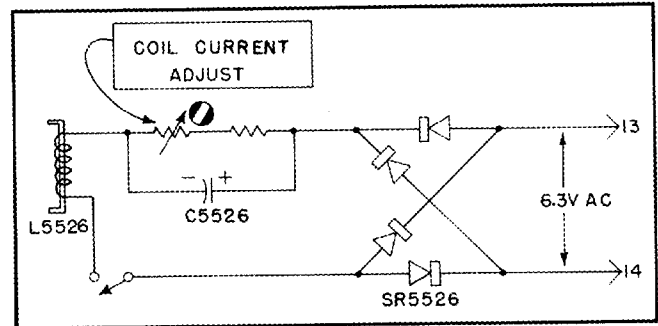 COIL CURRENT
ADJUST
13
− +
C5526
L5526
6.3V AC
14
SR5526